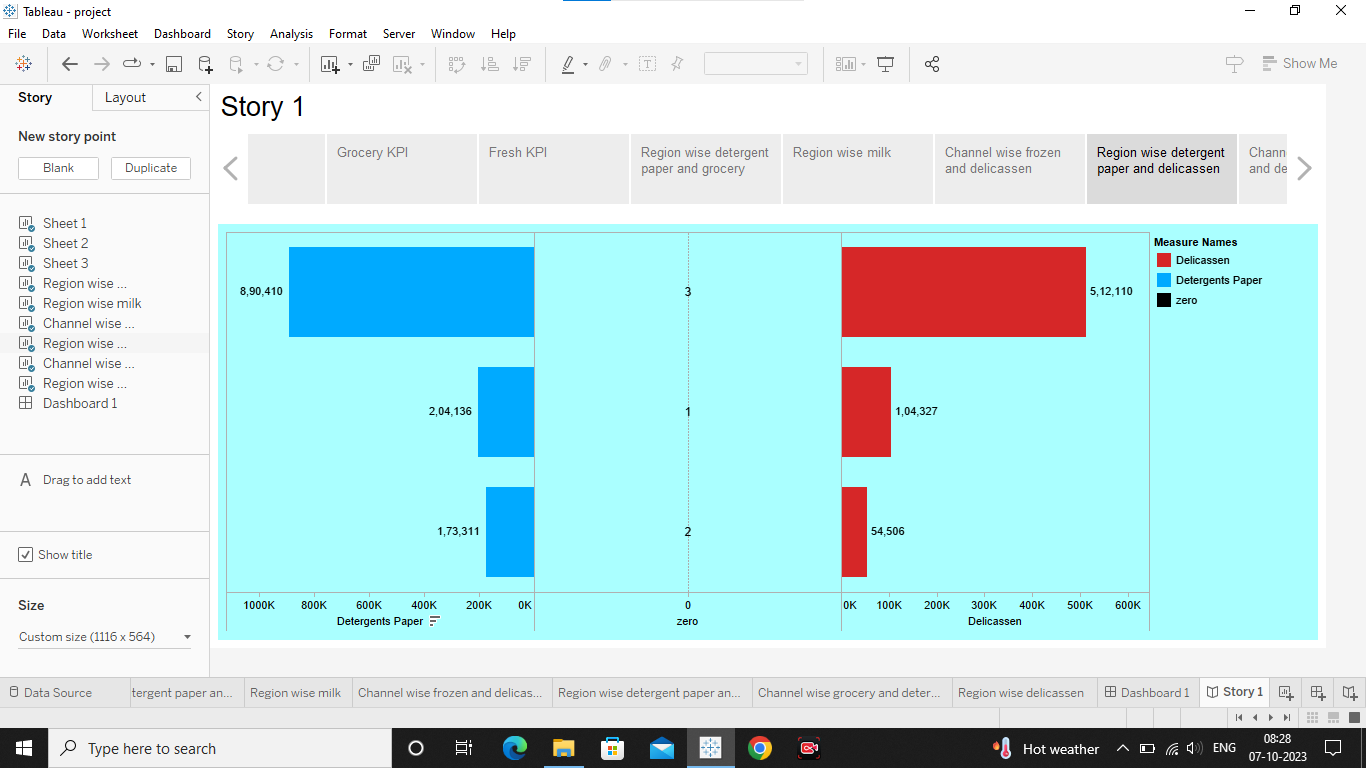 Tableau - project
File Data Worksheet Dashboard Story Analysis Format Server Window Help
Show Me
Story Layout
New story point
Blank Duplicate
Sheet 1
Sheet 2
Sheet 3
Region wise ...
Region wise milk
Channel wise ...
Region wise ...
Channel wise ...
Region wise ...
Dashboard 1
A Drag to add text
Show title
Size
Custom size (1116 x 564)
Story 1
Grocery KPI
Fresh KPI
Region wise detergent
paper and grocery
Region wise milk
Channel wise frozen
and delicassen
Region wise detergent
paper and delicassen
Chann
and de
8,90,410 3 5,12,110
2,04,136 1 1,04,327
1,73,311 2 54,506
1000K 800K 600K 400K 200K 0K 0 0K 100K 200K 300K 400K 500K 600K
Detergents Paper zero Delicassen
Measure Names
Delicassen
Detergents Paper
zero
Data Source tergent paper an... Region wise milk Channel wise frozen and delicas... Region wise detergent paper an... Channel wise grocery and deter... Region wise delicassen Dashboard 1 Story 1
Type here to search
Hot weather
ENG
08:28
07-10-2023